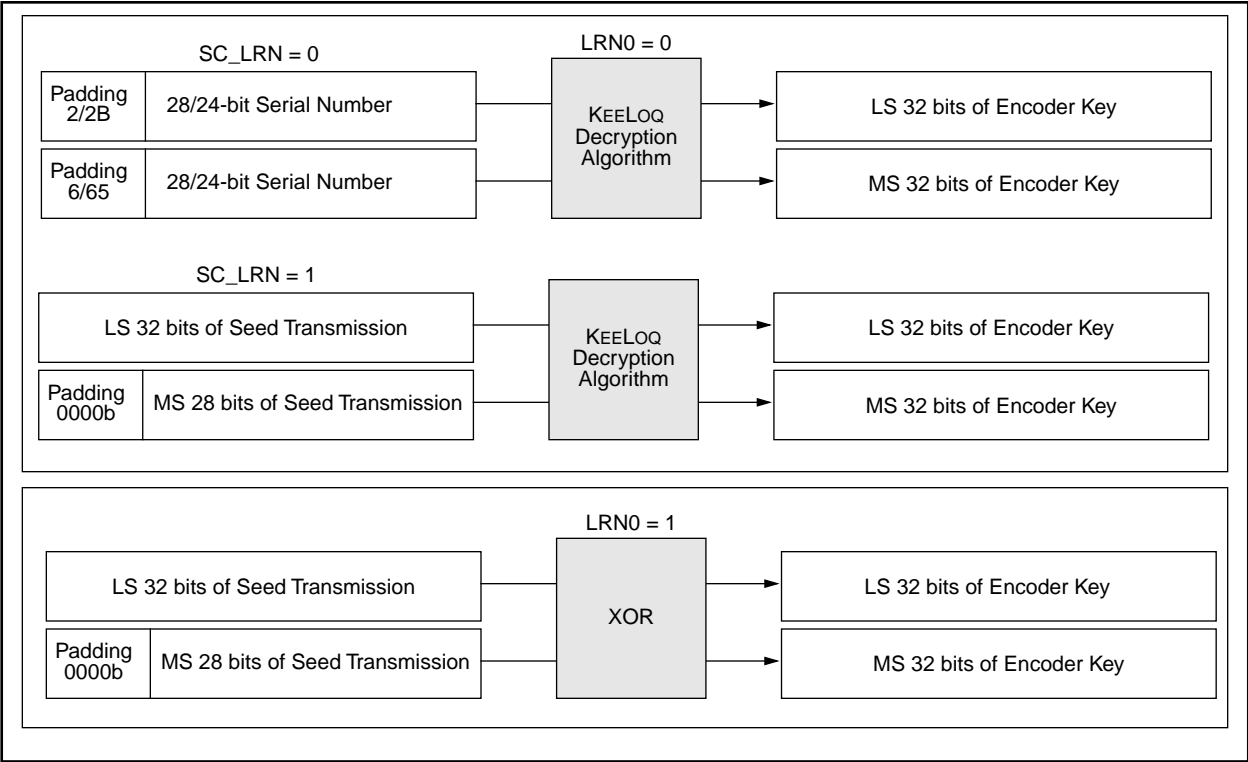 SC_LRN = 0
LRN0 = 0
Padding
2/2B
28/24-bit Serial Number
KEELOQ
Decryption
Algorithm
LS 32 bits of Encoder Key
Padding
6/65
28/24-bit Serial Number
MS 32 bits of Encoder Key
SC_LRN = 1
LS 32 bits of Seed Transmission
KEELOQ
Decryption
Algorithm
LS 32 bits of Encoder Key
Padding
0000b
MS 28 bits of Seed Transmission
MS 32 bits of Encoder Key
LRN0 = 1
LS 32 bits of Seed Transmission
XOR
LS 32 bits of Encoder Key
Padding
0000b
MS 28 bits of Seed Transmission
MS 32 bits of Encoder Key